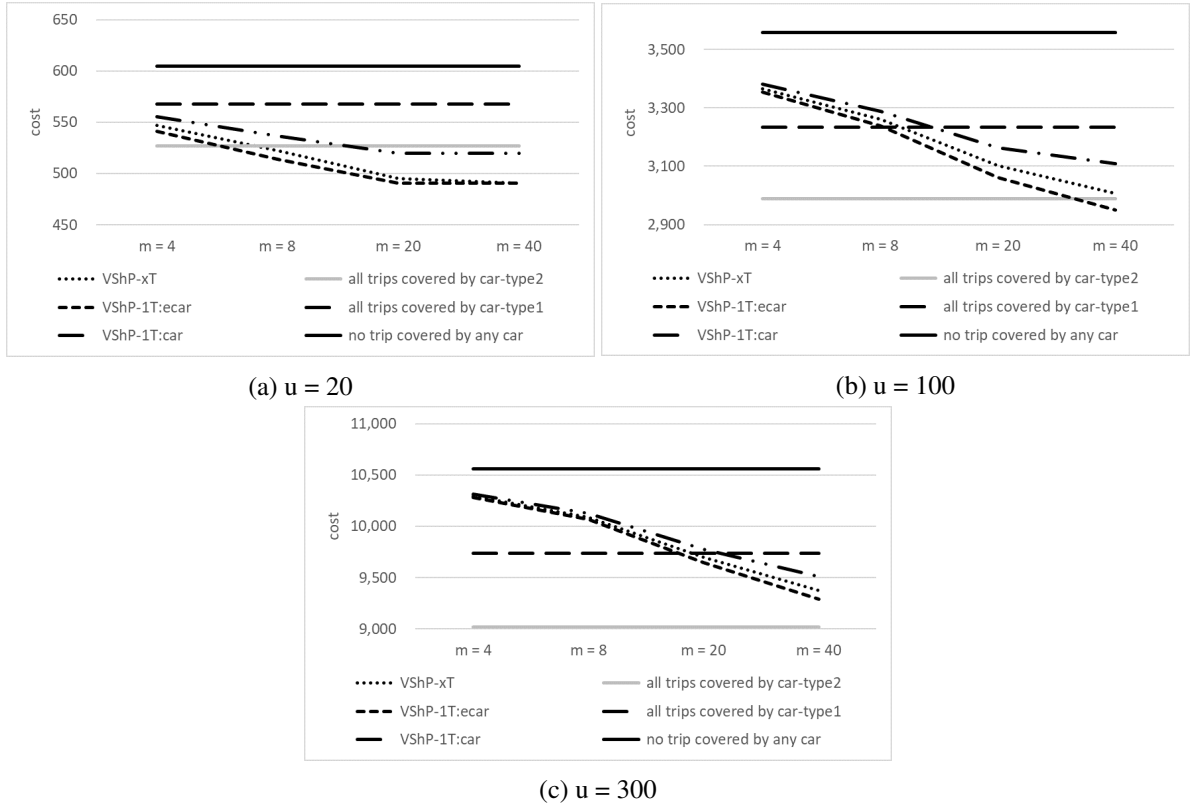 650
600
550
500
450
cost
m = 4 m = 8 m = 20 m = 40
VShP-xT all trips covered by car-type2
VShP-1T:ecar all trips covered by car-type1
VShP-1T:car no trip covered by any car
(a) u = 20
3,500
3,300
3,100
2,900
cost
m = 4 m = 8 m = 20 m = 40
VShP-xT all trips covered by car-type2
VShP-1T:ecar all trips covered by car-type1
VShP-1T:car no trip covered by any car
(b) u = 100
11,000
10,500
10,000
9,500
9,000
cost
m = 4 m = 8 m = 20 m = 40
VShP-xT all trips covered by car-type2
VShP-1T:ecar all trips covered by car-type1
VShP-1T:car no trip covered by any car
(c) u = 300